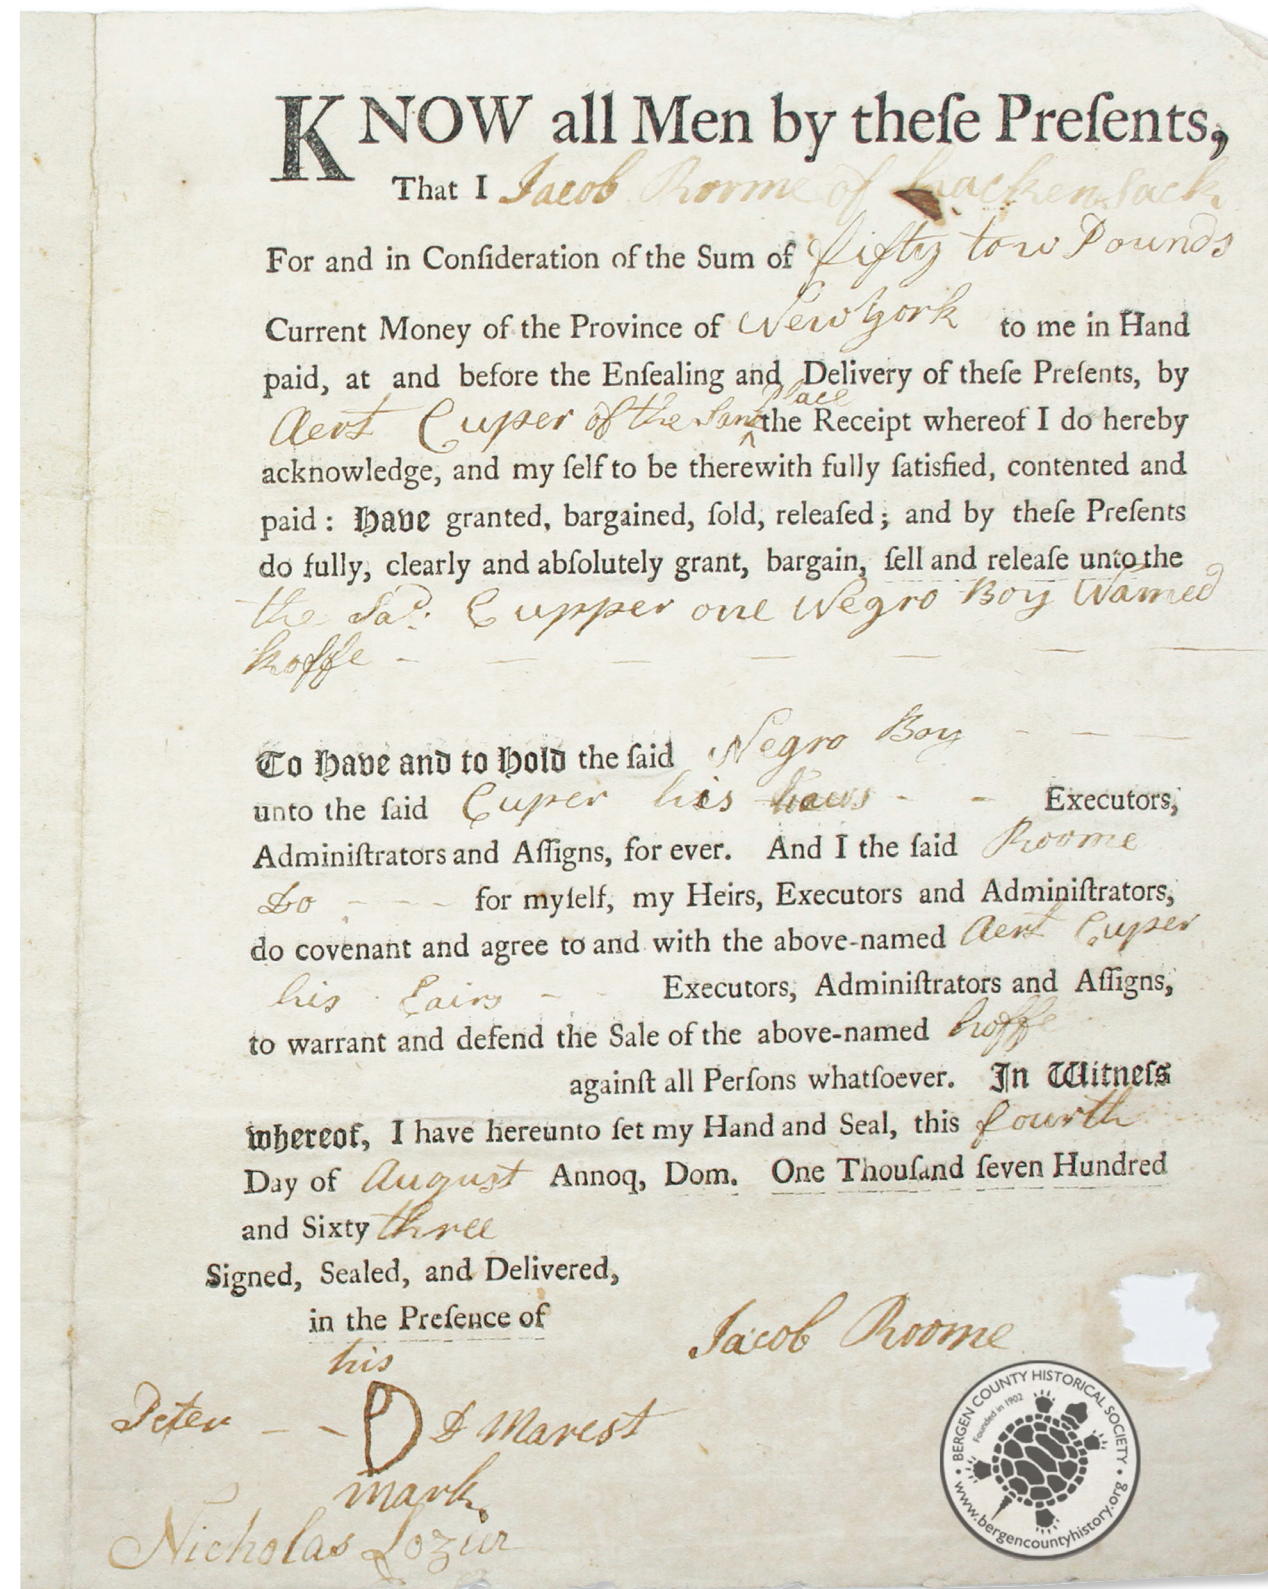 KNOW all Men by theſe Preſents,
That I Jacob Roome of hackensack
For and in Conſideration of the Sum of fifty tow Pounds
Current Money of the Province of New York to me in Hand
paid, at and before the Enſealing and Delivery of theſe Preſents, by
Place
Aert Cuper of the Same the Receipt whereof I do hereby
acknowledge, and my ſelf to be therewith fully ſatisfied, contented and
paid : Have granted, bargained, ſold, releaſed ; and by theſe Preſents
do fully, clearly and abſolutely grant, bargain, ſell and releaſe unto the
the Sad. Cupper one Negro Boy Named
koffe - - - - - - -
To Have and to Hold the ſaid Negro Boy - - -
unto the ſaid Cuper his - - Executors,
Adminiſtrators and Aſſigns, for ever. And I the ſaid Roome
Do - - - for myſelf, my Heirs, Executors and Adminiſtrators,
do covenant and agree to and with the above-named Aert Cuper
his - Executors, Adminiſtrators and Aſſigns,
to warrant and defend the Sale of the above-named koffe
againſt all Perſons whatſoever. In Witneſs
whereof, I have hereunto ſet my Hand and Seal, this fourth
Day of August Annoq, Dom. One Thouſand ſeven Hundred
and Sixty three
Signed, Sealed, and Delivered,
in the Preſence of
Jacob Roome
his
Peter - - D D Marest
mark
Nicholas Lozier
BERGEN COUNTY HISTORICAL SOCIETY
Founded in 1902
www.bergencountyhistory.org